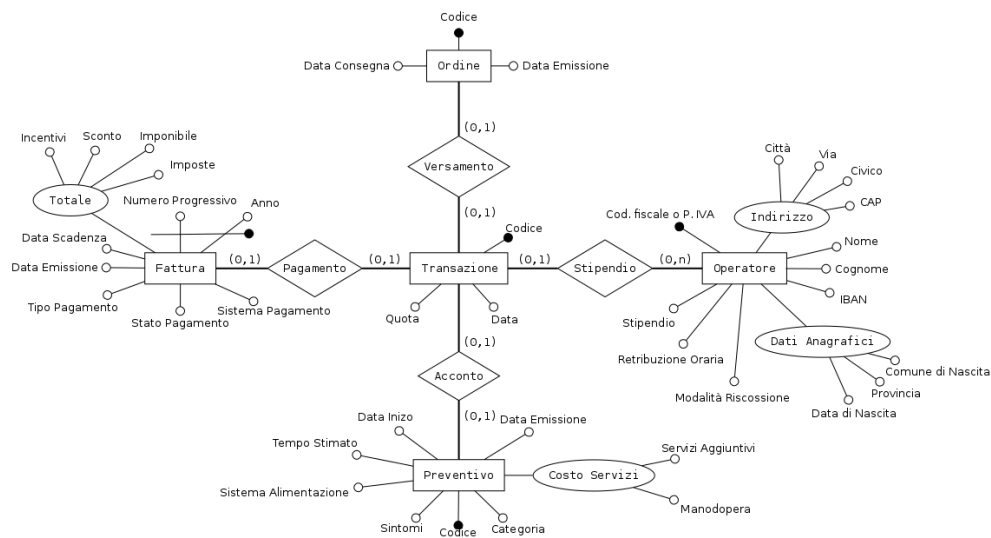 Codice
Data Consegna
Ordine
Data Emissione
(0,1)
Incentivi
Sconto
Imponibile
Imposte
Versamento
Città
Via
Civico
CAP
Totale
Numero Progressivo
Anno
(0,1)
Cod. fiscale o P. IVA
Indirizzo
Data Scadenza
Codice
Nome
Data Emissione
Fattura
(0,1)
Pagamento
(0,1)
Transazione
(0,1)
Stipendio
(0,n)
Operatore
Cognome
IBAN
Tipo Pagamento
Stato Pagamento
Sistema Pagamento
Quota
Data
Stipendio
(0,1)
Retribuzione Oraria
Dati Anagrafici
Comune di Nascita
Acconto
Modalità Riscossione
Provincia
Data di Nascita
(0,1)
Data Inizo
Data Emissione
Tempo Stimato
Servizi Aggiuntivi
Preventivo
Costo Servizi
Sistema Alimentazione
Manodopera
Sintomi
Codice
Categoria